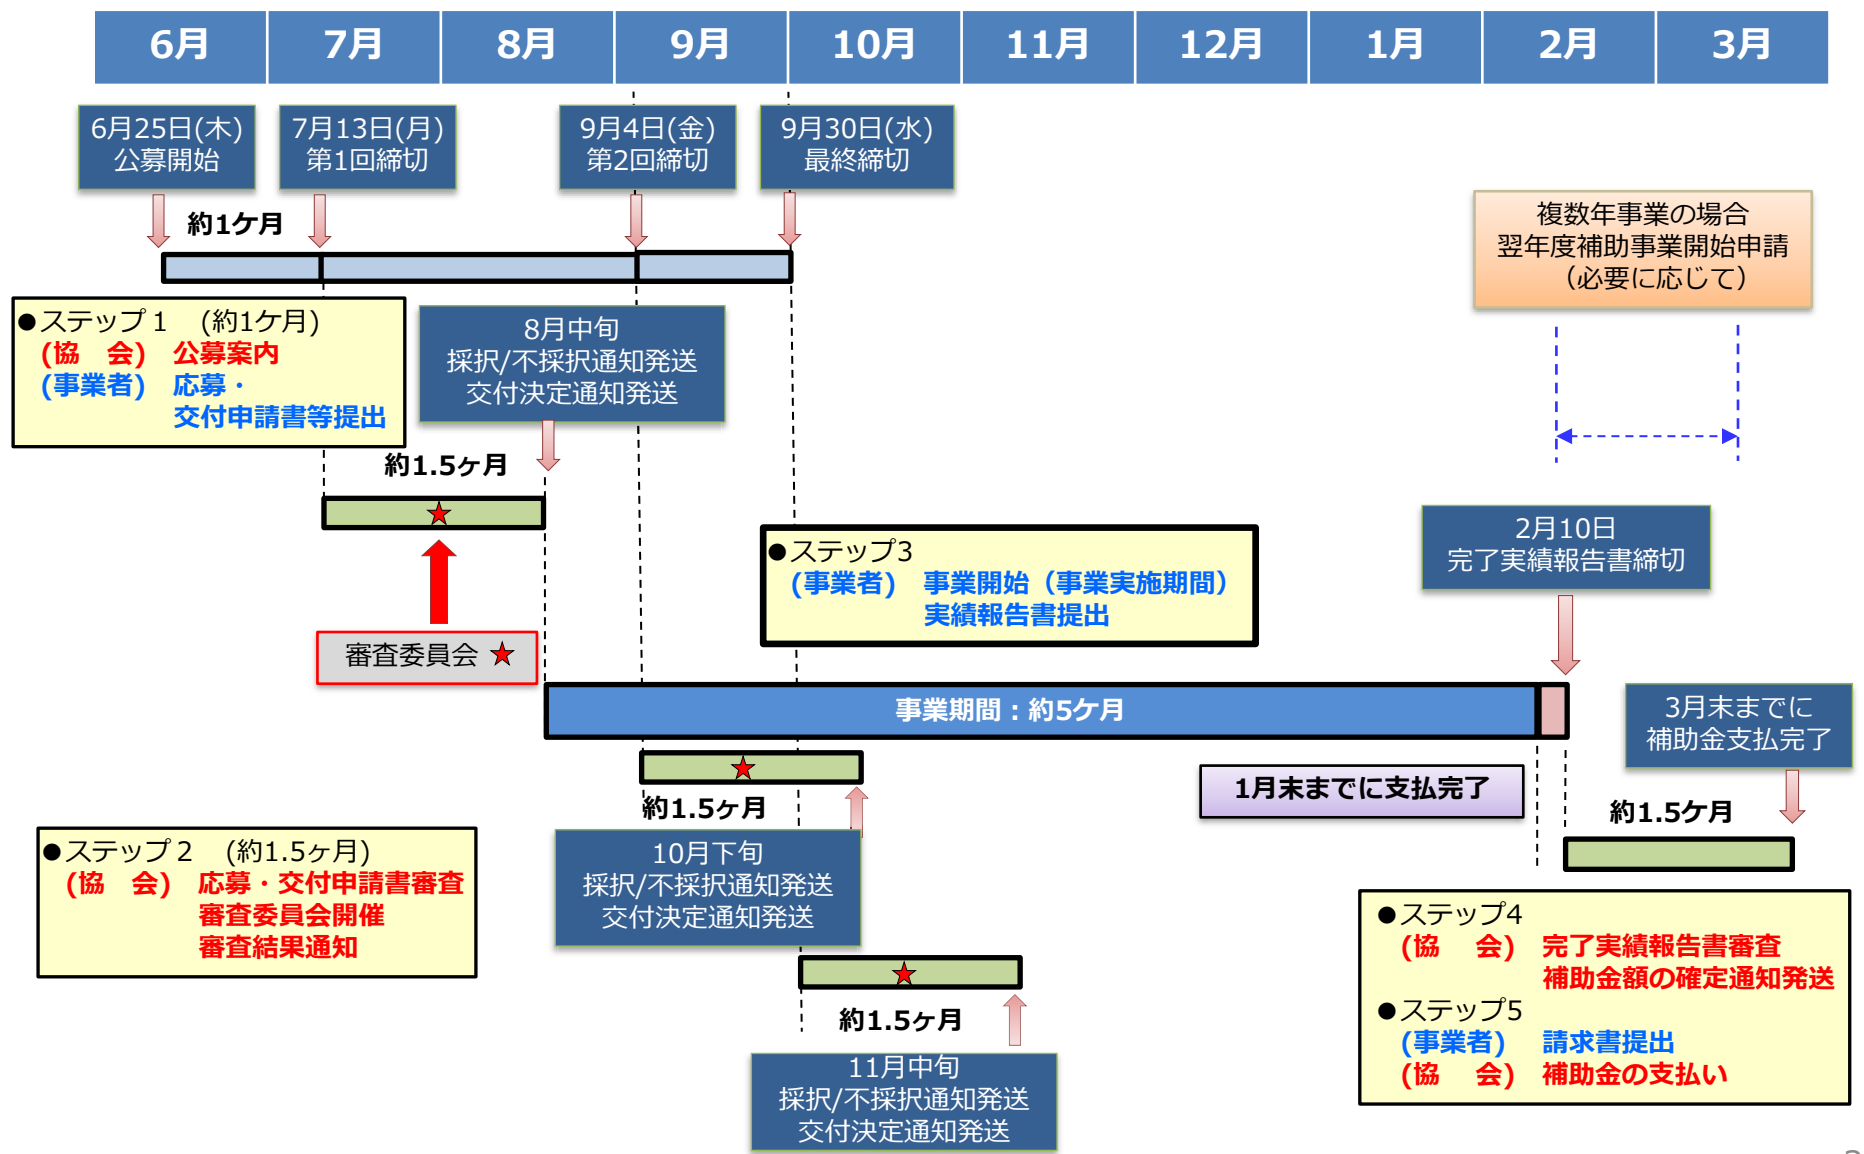 6月 7月 8月 9月 10月 11月 12月 1月 2月 3月
6月25日(木)
公募開始
7月13日(月)
第1回締切
9月4日(金)
第2回締切
9月30日(水)
最終締切
約1ケ月
複数年事業の場合
翌年度補助事業開始申請
（必要に応じて）
●ステップ１　(約1ケ月)
(協　会)　公募案内
(事業者)　応募・
交付申請書等提出
8月中旬
採択/不採択通知発送
交付決定通知発送
約1.5ヶ月
審査委員会 ★
●ステップ3
(事業者)　事業開始（事業実施期間）
実績報告書提出
2月10日
完了実績報告書締切
事業期間：約5ケ月
3月末までに
補助金支払完了
1月末までに支払完了
約1.5ヶ月
約1.5ケ月
●ステップ２　(約1.5ヶ月)
(協　会)　応募・交付申請書審査
審査委員会開催
審査結果通知
10月下旬
採択/不採択通知発送
交付決定通知発送
約1.5ヶ月
11月中旬
採択/不採択通知発送
交付決定通知発送
●ステップ4
(協　会)　完了実績報告書審査
補助金額の確定通知発送
●ステップ5
(事業者)　請求書提出
(協　会)　補助金の支払い